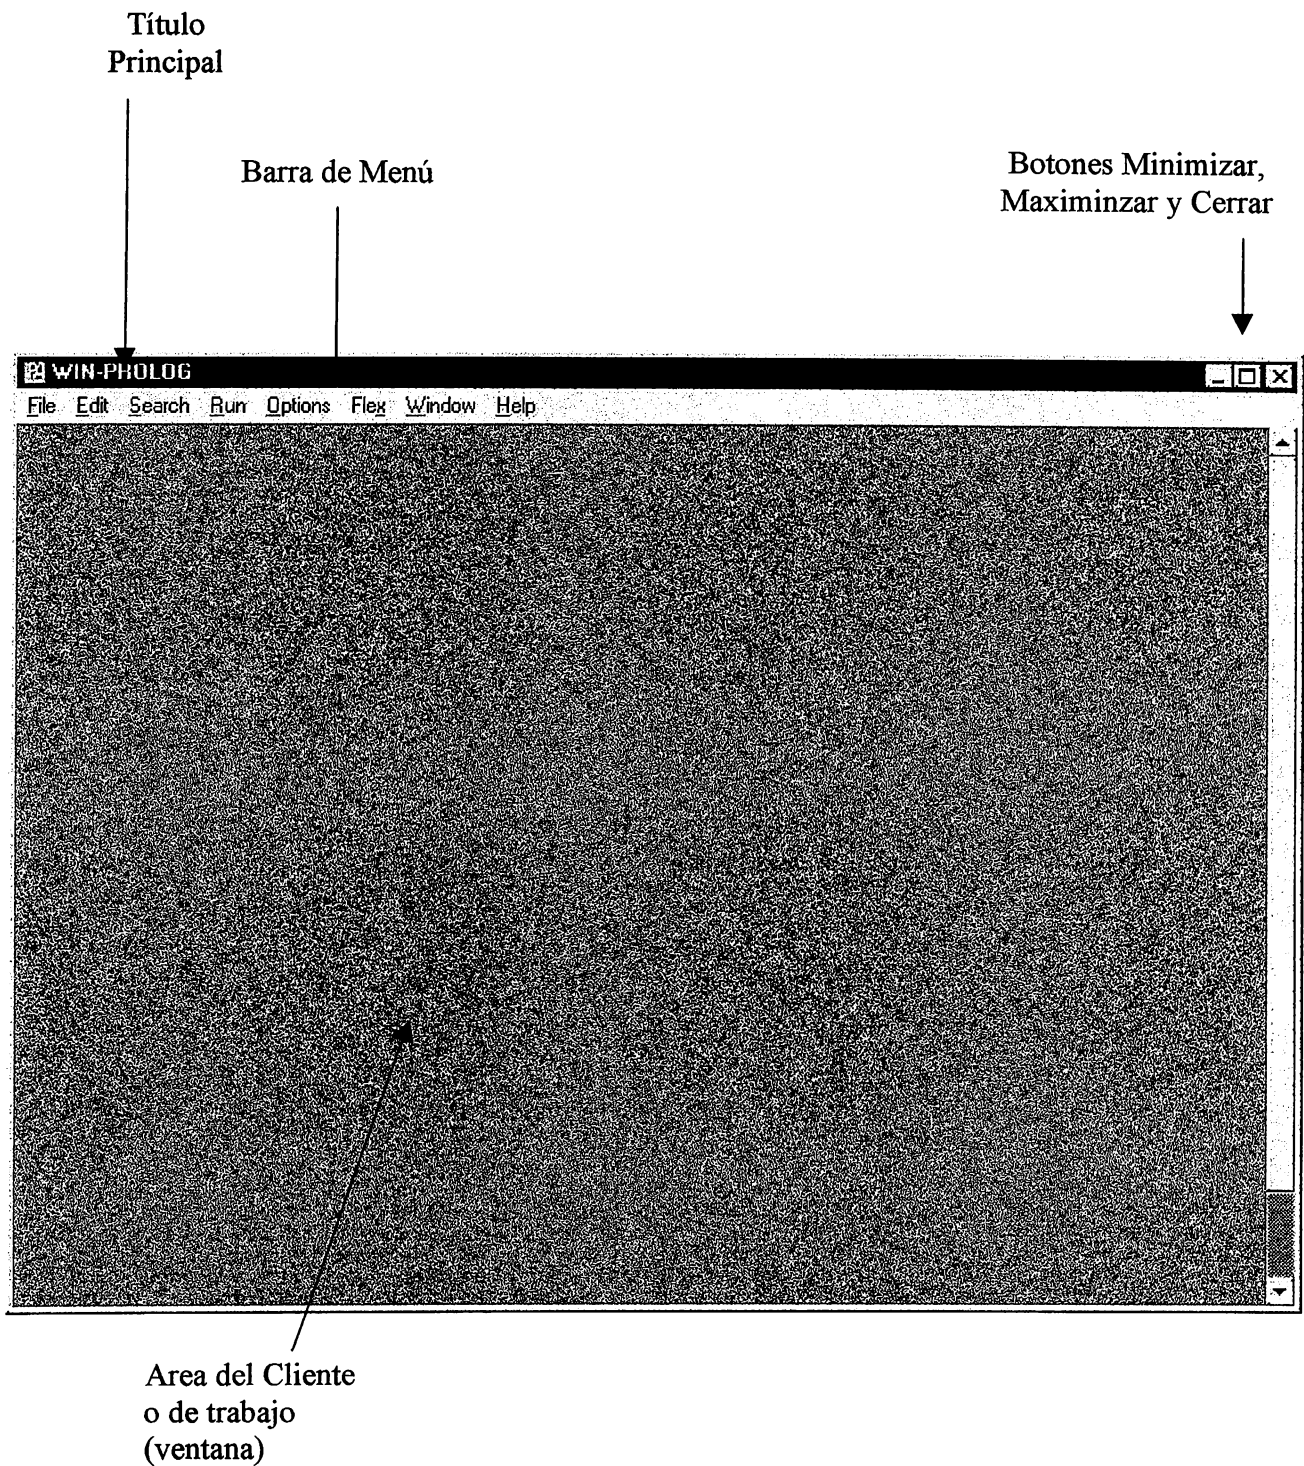 Título
Principal
Barra de Menú
Botones Minimizar,
Maximinzar y Cerrar
WIN-PHOLOG
File Edit Search Run Options Flex Window Help
Area del Cliente
o de trabajo
(ventana)